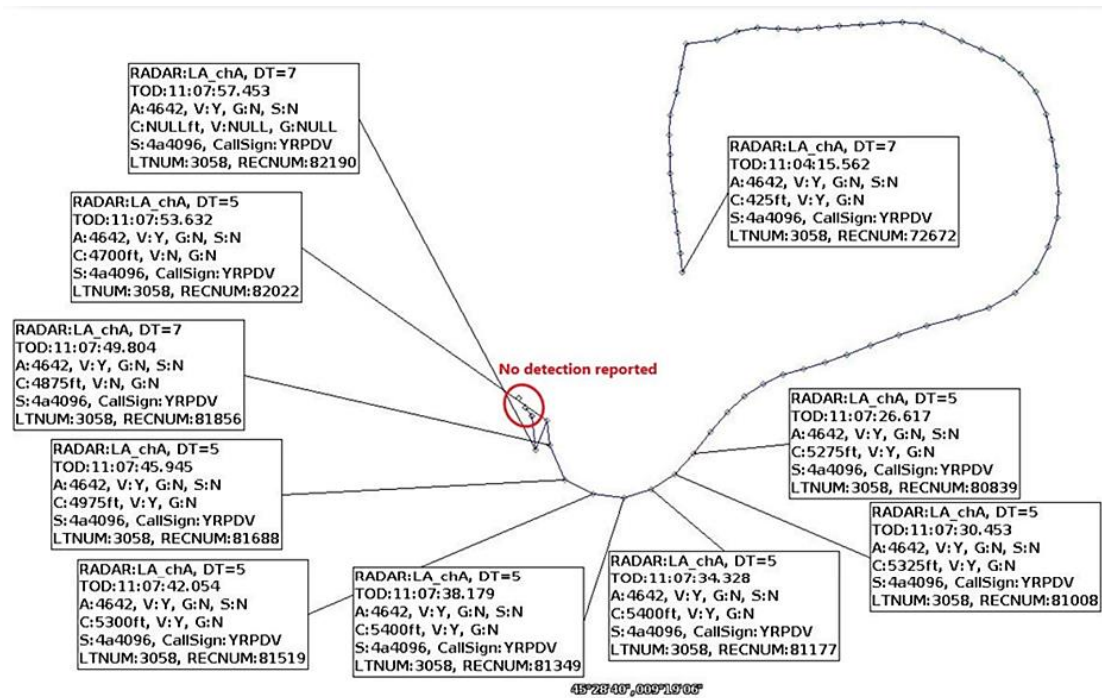 RADAR:LA_chA, DT=7
TOD:11:07:57.453
A:4642, V:Y, G:N, S:N
C:NULLft, V:NULL, G:NULL
S:4a4096, CallSign:YRPDV
LTNUM:3058, RECNUM:82190
RADAR:LA_chA, DT=7
TOD:11:04:15.562
A:4642, V:Y, G:N, S:N
C:425ft, V:Y, G:N
S:4a4096, CallSign:YRPDV
LTNUM:3058, RECNUM:72672
RADAR:LA_chA, DT=5
TOD:11:07:53.632
A:4642, V:Y, G:N, S:N
C:4700ft, V:N, G:N
S:4a4096, CallSign:YRPDV
LTNUM:3058, RECNUM:82022
RADAR:LA_chA, DT=7
TOD:11:07:49.804
A:4642, V:Y, G:N, S:N
C:4875ft, V:N, G:N
S:4a4096, CallSign:YRPDV
LTNUM:3058, RECNUM:81856
No detection reported
RADAR:LA_chA, DT=5
TOD:11:07:26.617
A:4642, V:Y, G:N, S:N
C:5275ft, V:Y, G:N
S:4a4096, CallSign:YRPDV
LTNUM:3058, RECNUM:80839
RADAR:LA_chA, DT=5
TOD:11:07:45.945
A:4642, V:Y, G:N, S:N
C:4975ft, V:Y, G:N
S:4a4096, CallSign:YRPDV
LTNUM:3058, RECNUM:81688
RADAR:LA_chA, DT=5
TOD:11:07:30.453
A:4642, V:Y, G:N, S:N
C:5325ft, V:Y, G:N
S:4a4096, CallSign:YRPDV
LTNUM:3058, RECNUM:81008
RADAR:LA_chA, DT=5
TOD:11:07:42.054
A:4642, V:Y, G:N, S:N
C:5300ft, V:Y, G:N
S:4a4096, CallSign:YRPDV
LTNUM:3058, RECNUM:81519
RADAR:LA_chA, DT=5
TOD:11:07:38.179
A:4642, V:Y, G:N, S:N
C:5400ft, V:Y, G:N
S:4a4096, CallSign:YRPDV
LTNUM:3058, RECNUM:81349
RADAR:LA_chA, DT=5
TOD:11:07:34.328
A:4642, V:Y, G:N, S:N
C:5400ft, V:Y, G:N
S:4a4096, CallSign:YRPDV
LTNUM:3058, RECNUM:81177
45°28'40",009°19'06"